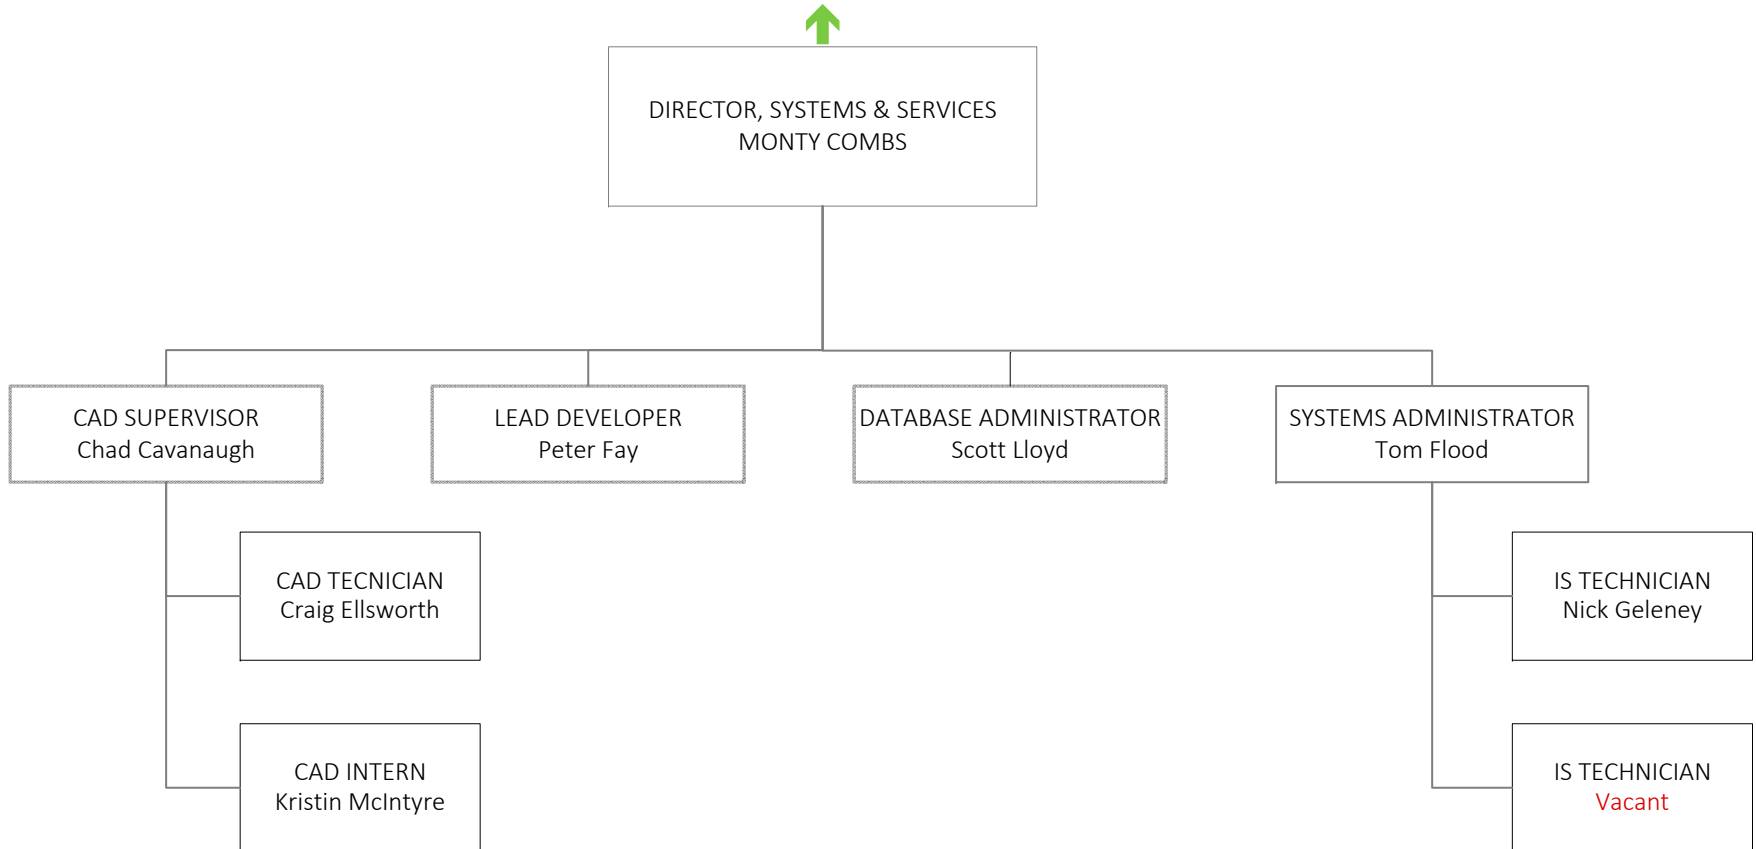 DIRECTOR, SYSTEMS & SERVICES
MONTY COMBS
CAD SUPERVISOR
Chad Cavanaugh
LEAD DEVELOPER
Peter Fay
DATABASE ADMINISTRATOR
Scott Lloyd
SYSTEMS ADMINISTRATOR
Tom Flood
CAD TECNICIAN
Craig Ellsworth
IS TECHNICIAN
Nick Geleney
CAD INTERN
Kristin McIntyre
IS TECHNICIAN
Vacant